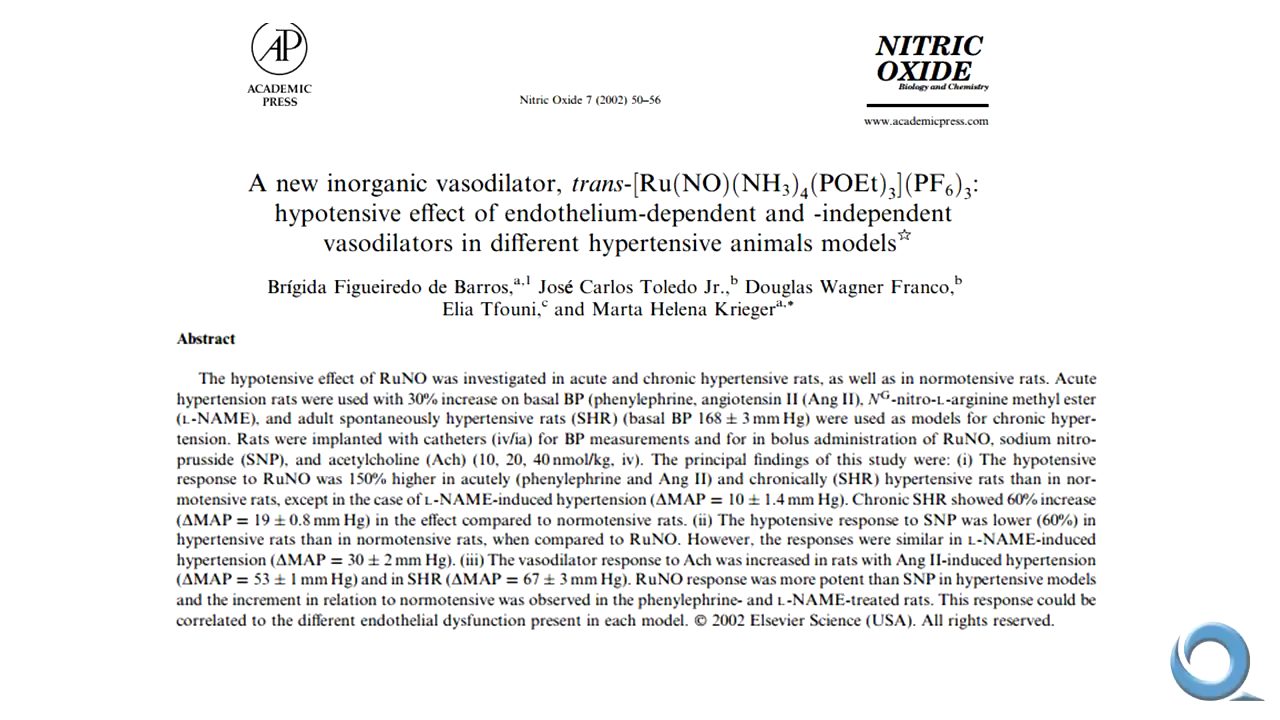 AP
ACADEMIC
PRESS
Nitric Oxide 7 (2002) 50–56
NITRIC
OXIDE
Biology and Chemistry
www.academicpress.com
A new inorganic vasodilator, trans-[Ru(NO)(NH₃)₄(POEt)₃](PF₆)₃:
hypotensive effect of endothelium-dependent and -independent
vasodilators in different hypertensive animals models☆
Brígida Figueiredo de Barros,ᵃ,¹ José Carlos Toledo Jr.,ᵇ Douglas Wagner Franco,ᵇ
Elia Tfouni,ᶜ and Marta Helena Kriegerᵃ,*
Abstract
The hypotensive effect of RuNO was investigated in acute and chronic hypertensive rats, as well as in normotensive rats. Acute
hypertension rats were used with 30% increase on basal BP (phenylephrine, angiotensin II (Ang II), Nᴳ-nitro-L-arginine methyl ester
(L-NAME), and adult spontaneously hypertensive rats (SHR) (basal BP 168 ± 3 mm Hg) were used as models for chronic hyper-
tension. Rats were implanted with catheters (iv/ia) for BP measurements and for in bolus administration of RuNO, sodium nitro-
prusside (SNP), and acetylcholine (Ach) (10, 20, 40 nmol/kg, iv). The principal findings of this study were: (i) The hypotensive
response to RuNO was 150% higher in acutely (phenylephrine and Ang II) and chronically (SHR) hypertensive rats than in nor-
motensive rats, except in the case of L-NAME-induced hypertension (ΔMAP = 10 ± 1.4 mm Hg). Chronic SHR showed 60% increase
(ΔMAP = 19 ± 0.8 mm Hg) in the effect compared to normotensive rats. (ii) The hypotensive response to SNP was lower (60%) in
hypertensive rats than in normotensive rats, when compared to RuNO. However, the responses were similar in L-NAME-induced
hypertension (ΔMAP = 30 ± 2 mm Hg). (iii) The vasodilator response to Ach was increased in rats with Ang II-induced hypertension
(ΔMAP = 53 ± 1 mm Hg) and in SHR (ΔMAP = 67 ± 3 mm Hg). RuNO response was more potent than SNP in hypertensive models
and the increment in relation to normotensive was observed in the phenylephrine- and L-NAME-treated rats. This response could be
correlated to the different endothelial dysfunction present in each model. © 2002 Elsevier Science (USA). All rights reserved.